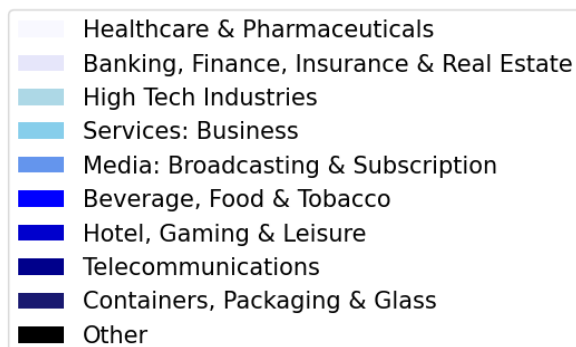 Healthcare & Pharmaceuticals
Banking, Finance, Insurance & Real Estate
High Tech Industries
Services: Business
Media: Broadcasting & Subscription
Beverage, Food & Tobacco
Hotel, Gaming & Leisure
Telecommunications
Containers, Packaging & Glass
Other